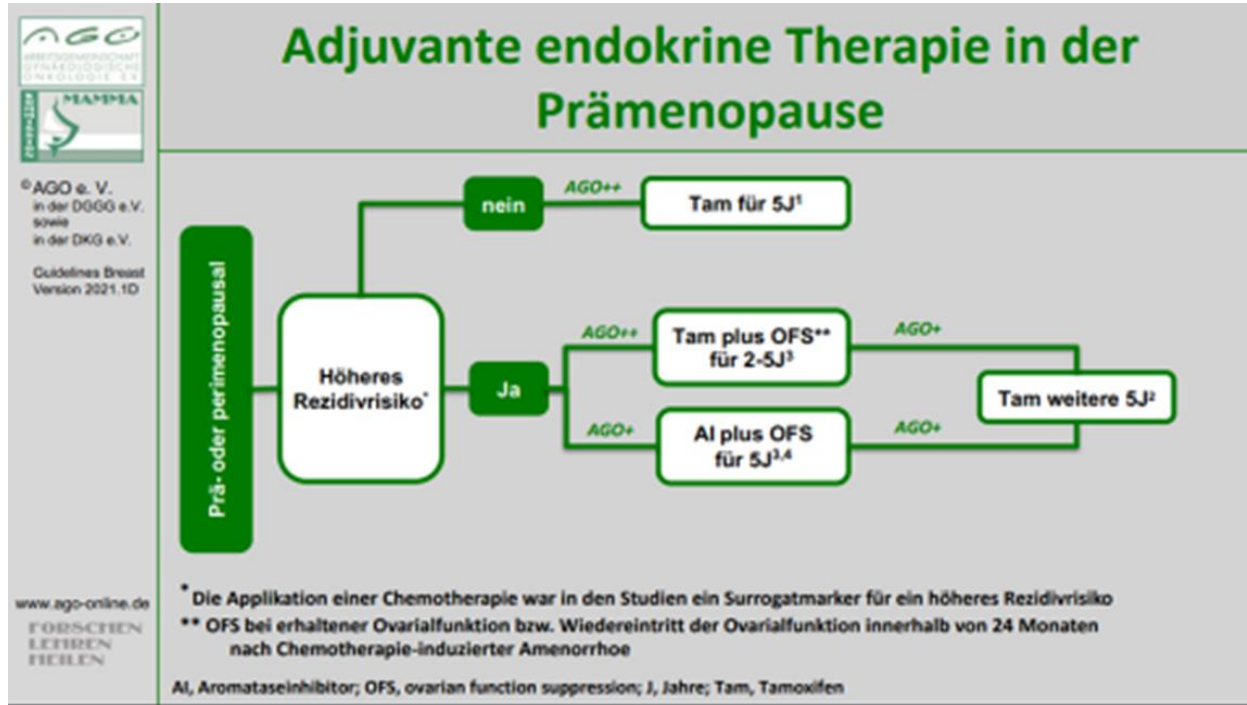 Adjuvante endokrine Therapie in der
Prämenopause
AGO
ARBEITSGEMEINSCHAFT
GYNÄKOLOGISCHE
ONKOLOGIE E.V.
MAMMA
© AGO e. V.
in der DGGG e.V.
sowie
in der DKG e.V.
Guidelines Breast
Version 2021.1D
www.ago-online.de
FORSCHEN
LEHREN
HEILEN
Prä- oder perimenopausal
Höheres
Rezidivrisiko*
nein
AGO++
Tam für 5J¹
Ja
AGO++
Tam plus OFS**
für 2-5J³
AGO+
AGO+
AI plus OFS
für 5J³,⁴
AGO+
Tam weitere 5J²
* Die Applikation einer Chemotherapie war in den Studien ein Surrogatmarker für ein höheres Rezidivrisiko
** OFS bei erhaltener Ovarialfunktion bzw. Wiedereintritt der Ovarialfunktion innerhalb von 24 Monaten
nach Chemotherapie-induzierter Amenorrhoe
AI, Aromataseinhibitor; OFS, ovarian function suppression; J, Jahre; Tam, Tamoxifen